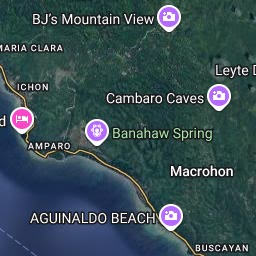 BJ's Mountain View
MARIA CLARA
Leyte D
ICHON
Cambaro Caves
d
Banahaw Spring
AMPARO
Macrohon
AGUINALDO BEACH
BUSCAYAN